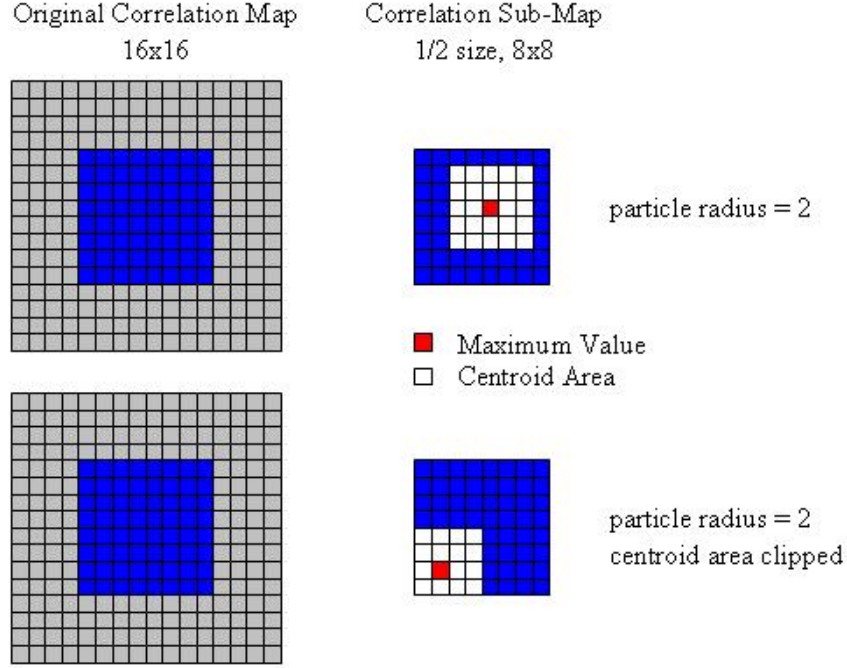 Original Correlation Map
16x16
Correlation Sub-Map
1/2 size, 8x8
particle radius = 2
Maximum Value
Centroid Area
particle radius = 2
centroid area clipped